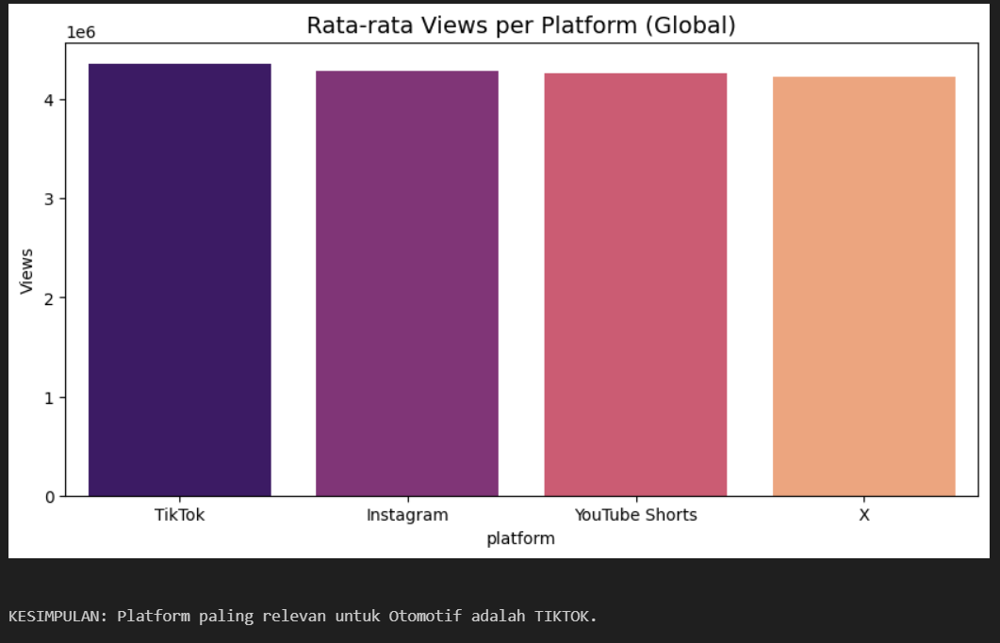 Rata-rata Views per Platform (Global)
1e6
4
3
2
1
0
Views
TikTok Instagram YouTube Shorts X
platform
KESIMPULAN: Platform paling relevan untuk Otomotif adalah TIKTOK.